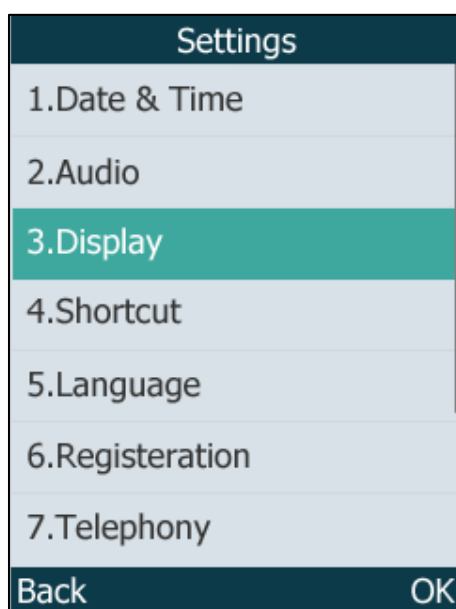 Settings
1.Date & Time
2.Audio
3.Display
4.Shortcut
5.Language
6.Registeration
7.Telephony
Back OK